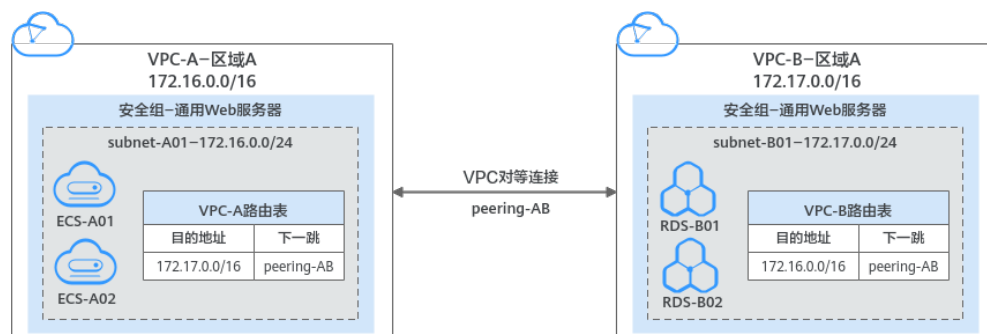 VPC-A-区域A
172.16.0.0/16
安全组-通用Web服务器
subnet-A01-172.16.0.0/24
ECS-A01
ECS-A02
VPC-A路由表
目的地址 下一跳
172.17.0.0/16 peering-AB
VPC对等连接
peering-AB
VPC-B-区域A
172.17.0.0/16
安全组-通用Web服务器
subnet-B01-172.17.0.0/24
RDS-B01
RDS-B02
VPC-B路由表
目的地址 下一跳
172.16.0.0/16 peering-AB